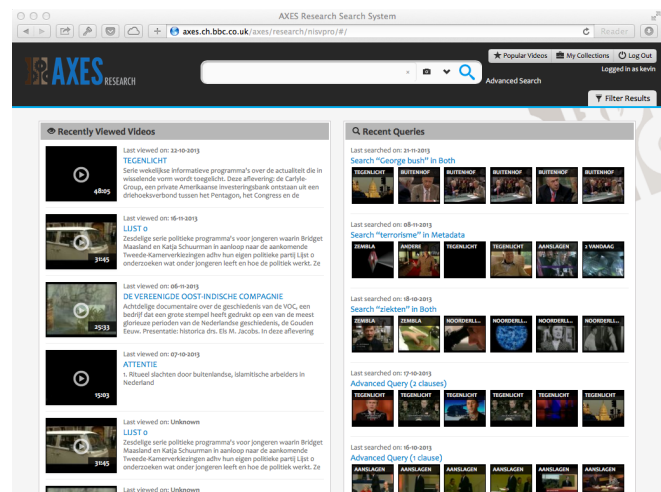 AXES Research Search System
axes.ch.bbc.co.uk/axes/research/nisvpro/#/
Reader
AXES RESEARCH
Popular Videos
My Collections
Log Out
Logged in as kevin
Advanced Search
Filter Results
Recently Viewed Videos
Last viewed on: 22-10-2013
TEGENLICHT
Serie wekelijkse informatieve programma's over de actualiteit die in
wisselende vorm wordt toegelicht. Deze aflevering: de Carlyle-
Group, een private Amerikaanse investeringsbank ontstaan uit een
driehoeksverbond tussen het Pentagon, het Congress en de
48:05
Last viewed on: 16-11-2013
LIJST 0
Zesdelige serie politieke programma's voor jongeren waarin Bridget
Maasland en Katja Schuurman in aanloop naar de aankomende
Tweede-Kamerverkiezingen adhv hun eigen politieke partij Lijst 0
onderzoeken wat onder jongeren leeft en hoe de politiek werkt. Ze
31:45
Last viewed on: 06-11-2013
DE VEREENIGDE OOST-INDISCHE COMPAGNIE
Achtdelige documentaire over de geschiedenis van de VOC, een
bedrijf dat een grote stempel heeft gedrukt op een van de meest
glorieuze perioden van de Nederlandse geschiedenis, de Gouden
Eeuw. Presentatie: historica drs. Els M. Jacobs. In deze aflevering
25:33
Last viewed on: 07-10-2013
ATTENTIE
1. Ritueel slachten door buitenlandse, islamitische arbeiders in
Nederland
15:03
Last viewed on: Unknown
LIJST 0
Zesdelige serie politieke programma's voor jongeren waarin Bridget
Maasland en Katja Schuurman in aanloop naar de aankomende
Tweede-Kamerverkiezingen adhv hun eigen politieke partij Lijst 0
onderzoeken wat onder jongeren leeft en hoe de politiek werkt. Ze
31:45
Last viewed on: Unknown
Recent Queries
Last searched on: 21-11-2013
Search "George bush" in Both
TEGENLICHT BUITENHOF BUITENHOF BUITENHOF BUITENHOF BUITENHOF
Last searched on: 08-11-2013
Search "terrorisme" in Metadata
ZEMBLA ANDERE TEGENLICHT TEGENLICHT AANSLAGEN 2 VANDAAG
Last searched on: 18-10-2013
Search "ziekten" in Both
ZEMBLA ZEMBLA NOORDERLI... NOORDERLI... NOORDERLI... NOORDERLI...
Last searched on: 17-10-2013
Advanced Query (2 clauses)
TEGENLICHT TEGENLICHT TEGENLICHT TEGENLICHT TEGENLICHT TEGENLICHT
Last searched on: 16-10-2013
Advanced Query (1 clause)
AANSLAGEN AANSLAGEN AANSLAGEN AANSLAGEN AANSLAGEN AANSLAGEN